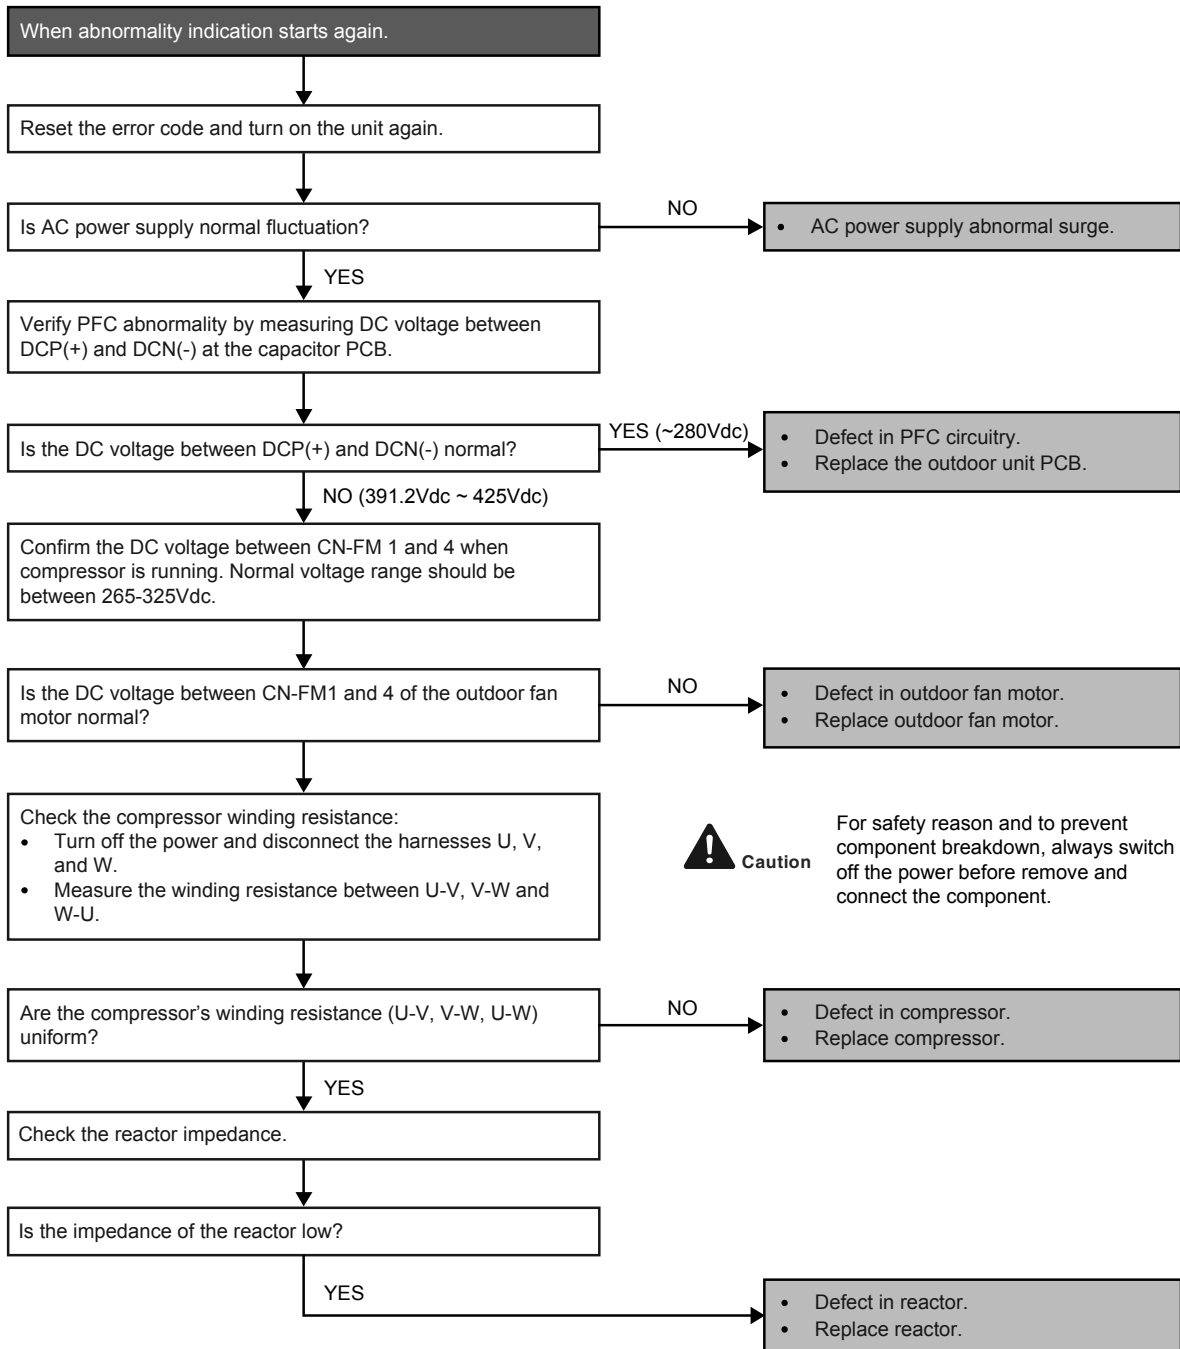 When abnormality indication starts again.
Reset the error code and turn on the unit again.
Is AC power supply normal fluctuation?
NO
• AC power supply abnormal surge.
YES
Verify PFC abnormality by measuring DC voltage between
DCP(+) and DCN(-) at the capacitor PCB.
Is the DC voltage between DCP(+) and DCN(-) normal?
YES (~280Vdc)
• Defect in PFC circuitry.
• Replace the outdoor unit PCB.
NO (391.2Vdc ~ 425Vdc)
Confirm the DC voltage between CN-FM 1 and 4 when
compressor is running. Normal voltage range should be
between 265-325Vdc.
Is the DC voltage between CN-FM1 and 4 of the outdoor fan
motor normal?
NO
• Defect in outdoor fan motor.
• Replace outdoor fan motor.
Check the compressor winding resistance:
• Turn off the power and disconnect the harnesses U, V,
and W.
• Measure the winding resistance between U-V, V-W and
W-U.
Caution
For safety reason and to prevent
component breakdown, always switch
off the power before remove and
connect the component.
Are the compressor's winding resistance (U-V, V-W, U-W)
uniform?
NO
• Defect in compressor.
• Replace compressor.
YES
Check the reactor impedance.
Is the impedance of the reactor low?
YES
• Defect in reactor.
• Replace reactor.